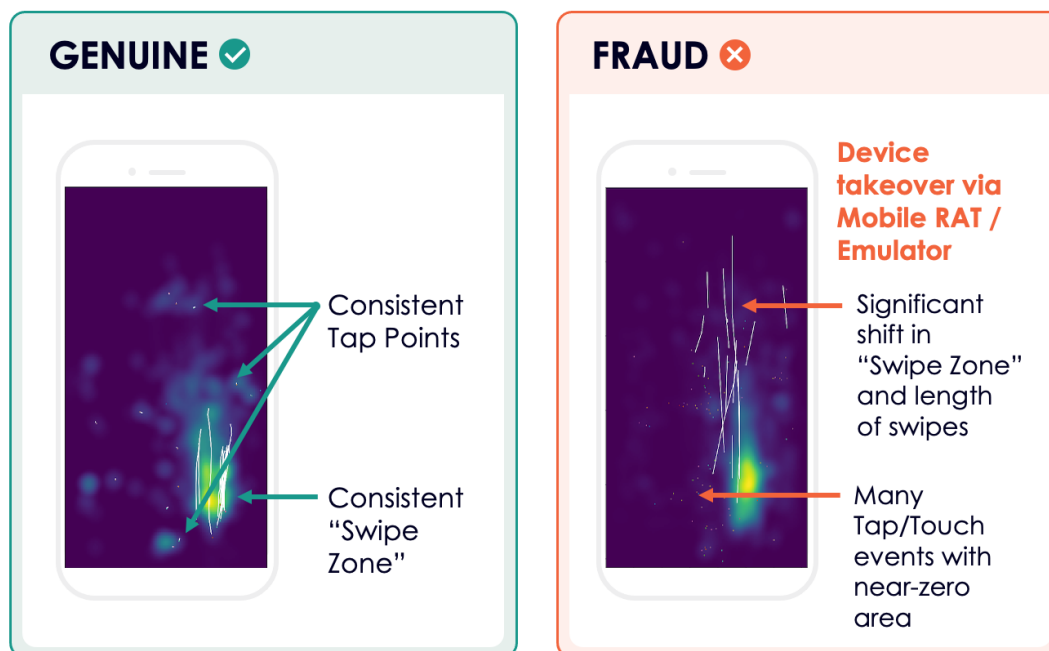 GENUINE
Consistent
Tap Points
Consistent
“Swipe
Zone”
FRAUD
Device
takeover via
Mobile RAT /
Emulator
Significant
shift in
“Swipe Zone”
and length
of swipes
Many
Tap/Touch
events with
near-zero
area